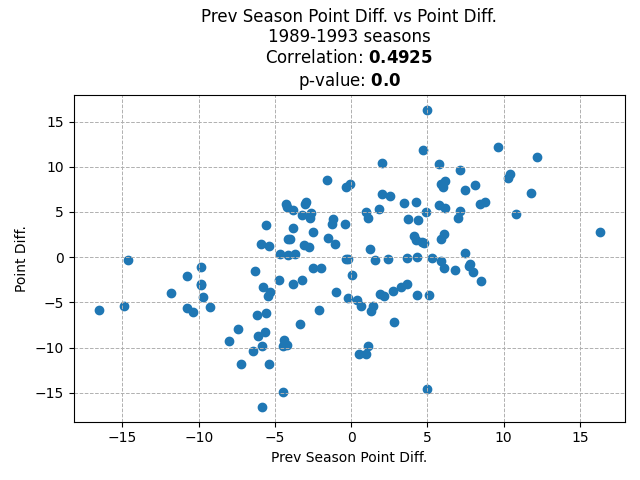 Prev Season Point Diff. vs Point Diff.
1989-1993 seasons
Correlation: 0.4925
p-value: 0.0
15
10
5
0
−5
−10
−15
Point Diff.
−15 −10 −5 0 5 10 15
Prev Season Point Diff.